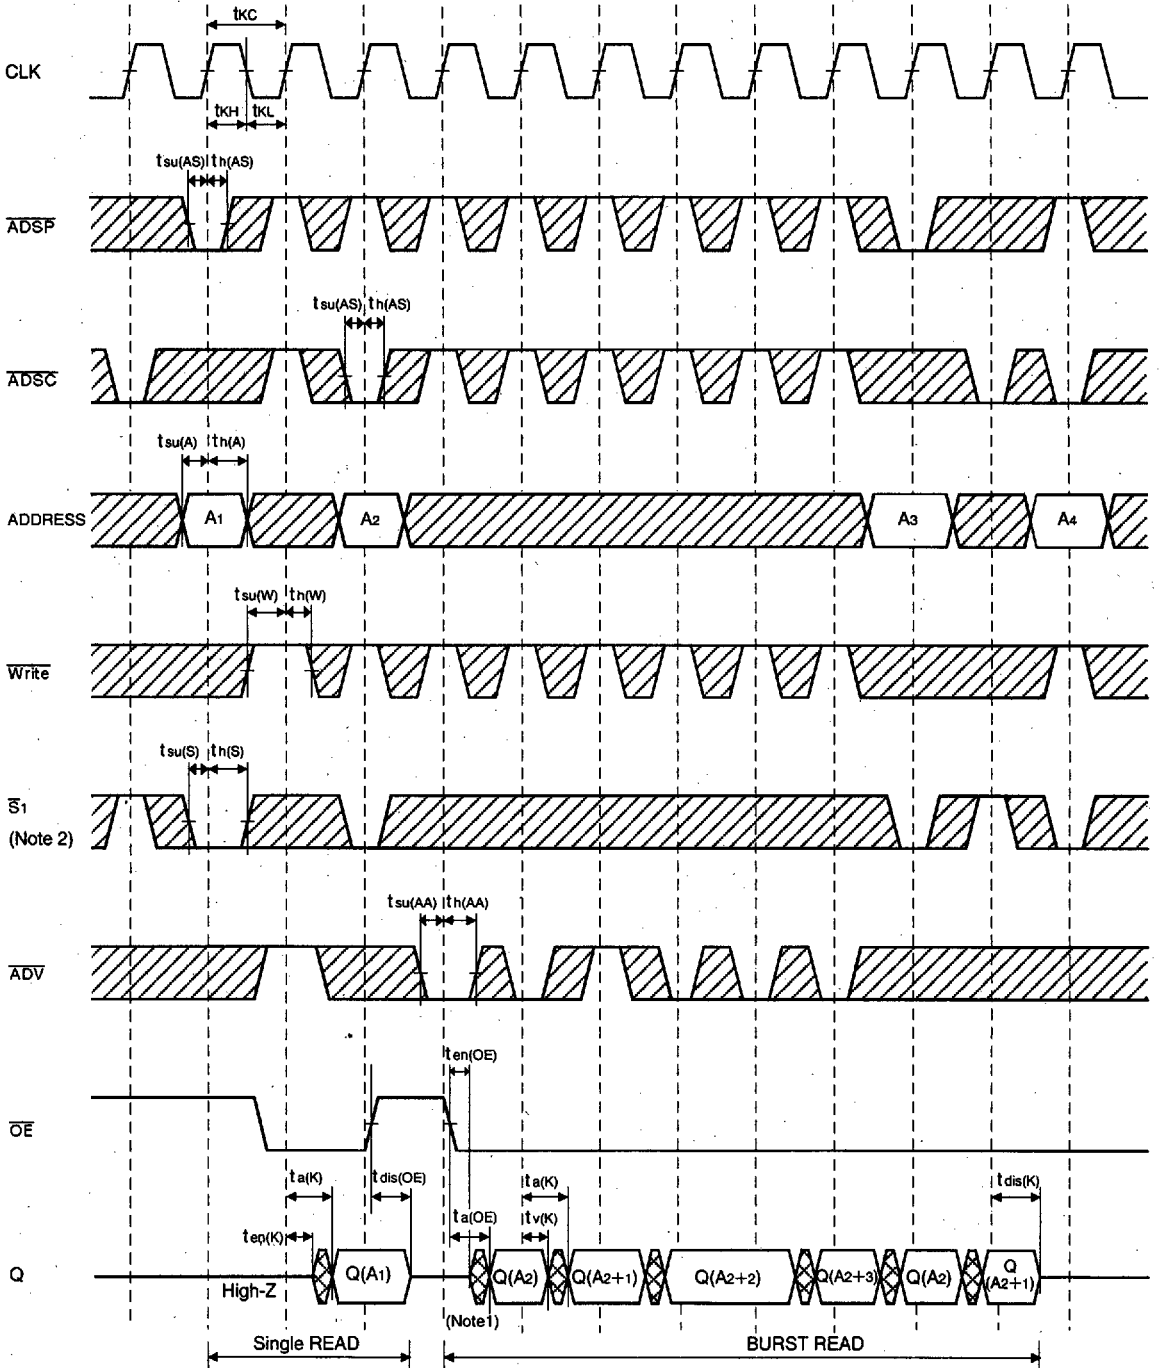 tKC
CLK
tKH tKL
tsu(AS) th(AS)
ADSP
tsu(AS) th(AS)
ADSC
tsu(A) th(A)
ADDRESS A1 A2 A3 A4
tsu(W) th(W)
Write
tsu(S) th(S)
S1
(Note 2)
tsu(AA) th(AA)
ADV
ten(OE)
OE
ta(K) tdis(OE) ta(K) tdis(K)
ten(K) ta(OE) tv(K)
Q Q(A1) Q(A2) Q(A2+1) Q(A2+2) Q(A2+3) Q(A2) Q(A2+1)
High-Z
(Note1)
Single READ BURST READ